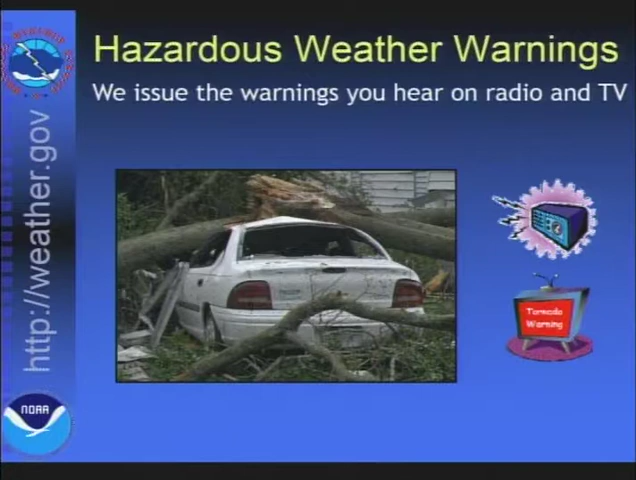 Hazardous Weather Warnings
We issue the warnings you hear on radio and TV
http://weather.gov
Tornado
Warning
NOAA